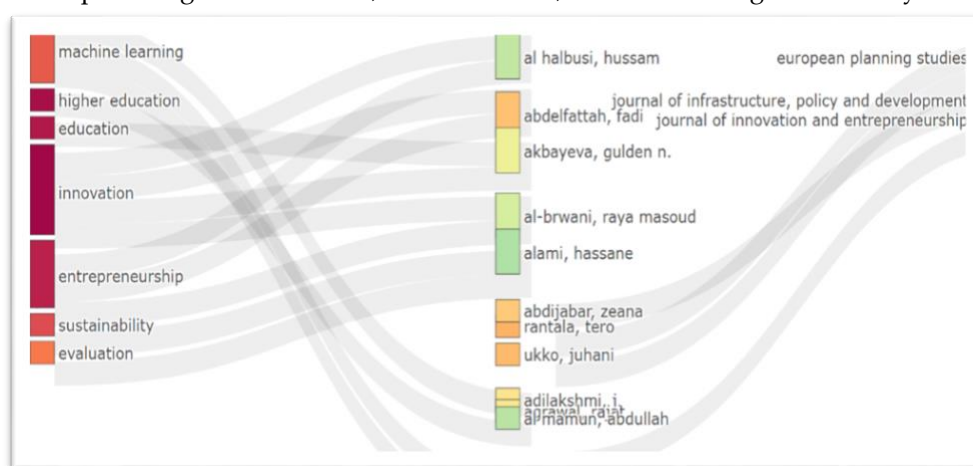 machine learning
higher education
education
innovation
entrepreneurship
sustainability
evaluation
al halbusi, hussam
abdelfattah, fadi
akbayeva, gulden n.
al-brwani, raya masoud
alami, hassane
abdijabar, zeana
rantala, tero
ukko, juhani
adilakshmi, j.
agrawal, rajat
al mamun, abdullah
european planning studies
journal of infrastructure, policy and development
journal of innovation and entrepreneurship